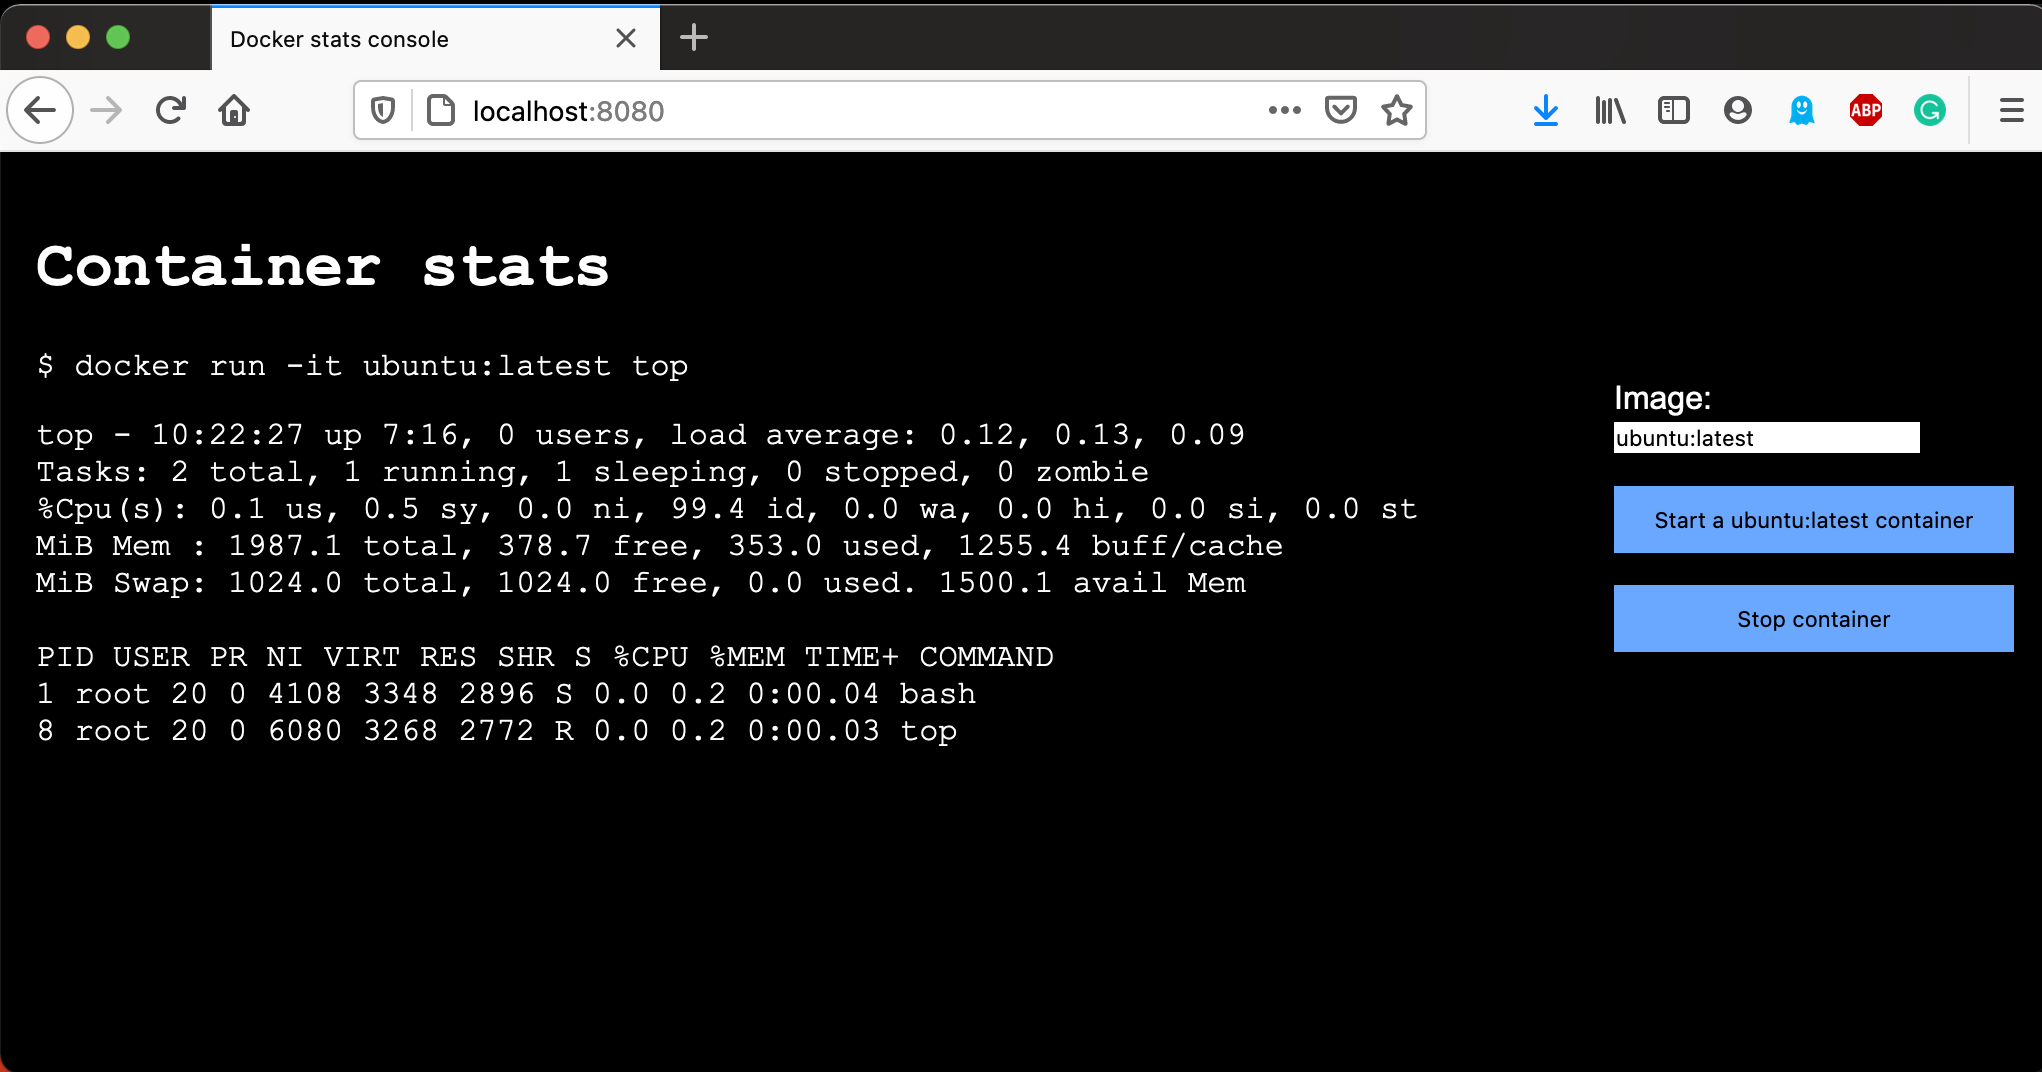 Docker stats console
localhost:8080
ABP
Container stats
$ docker run -it ubuntu:latest top
top - 10:22:27 up 7:16, 0 users, load average: 0.12, 0.13, 0.09
Tasks: 2 total, 1 running, 1 sleeping, 0 stopped, 0 zombie
%Cpu(s): 0.1 us, 0.5 sy, 0.0 ni, 99.4 id, 0.0 wa, 0.0 hi, 0.0 si, 0.0 st
MiB Mem : 1987.1 total, 378.7 free, 353.0 used, 1255.4 buff/cache
MiB Swap: 1024.0 total, 1024.0 free, 0.0 used. 1500.1 avail Mem
PID USER PR NI VIRT RES SHR S %CPU %MEM TIME+ COMMAND
1 root 20 0 4108 3348 2896 S 0.0 0.2 0:00.04 bash
8 root 20 0 6080 3268 2772 R 0.0 0.2 0:00.03 top
Image:
ubuntu:latest
Start a ubuntu:latest container
Stop container